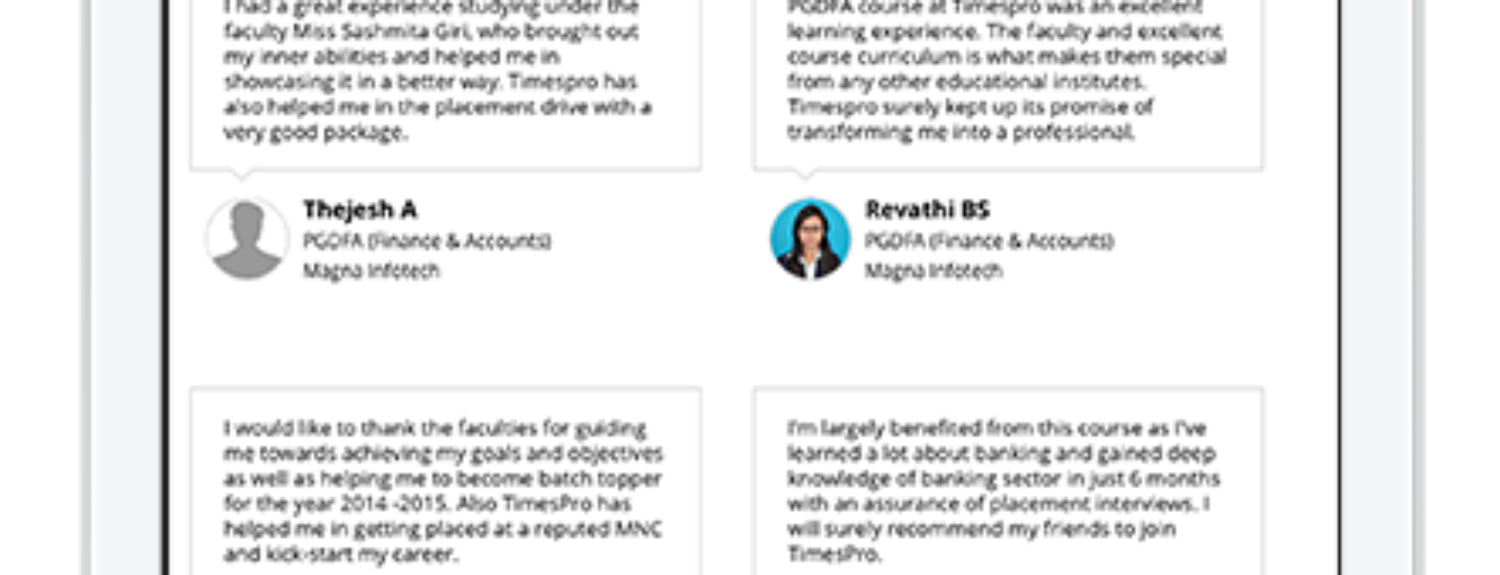 I had a great experience studying under the
faculty Miss Sashmita Giri, who brought out
my inner abilities and helped me in
showcasing it in a better way. Timespro has
also helped me in the placement drive with a
very good package.
Thejesh A
PGDFA (Finance & Accounts)
Magna Infotech
PGDFA course at Timespro was an excellent
learning experience. The faculty and excellent
course curriculum is what makes them special
from any other educational institutes.
Timespro surely kept up its promise of
transforming me into a professional.
Revathi BS
PGDFA (Finance & Accounts)
Magna Infotech
I would like to thank the faculties for guiding
me towards achieving my goals and objectives
as well as helping me to become batch topper
for the year 2014 -2015. Also TimesPro has
helped me in getting placed at a reputed MNC
and kick-start my career.
I'm largely benefited from this course as I've
learned a lot about banking and gained deep
knowledge of banking sector in just 6 months
with an assurance of placement interviews. I
will surely recommend my friends to join
TimesPro.